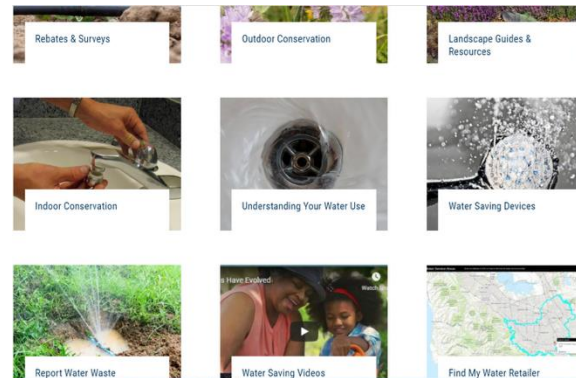 Rebates & Surveys
Outdoor Conservation
Landscape Guides &
Resources
Indoor Conservation
Understanding Your Water Use
Water Saving Devices
s Have Evolved
Watch
Report Water Waste
Water Saving Videos
Find My Water Retailer